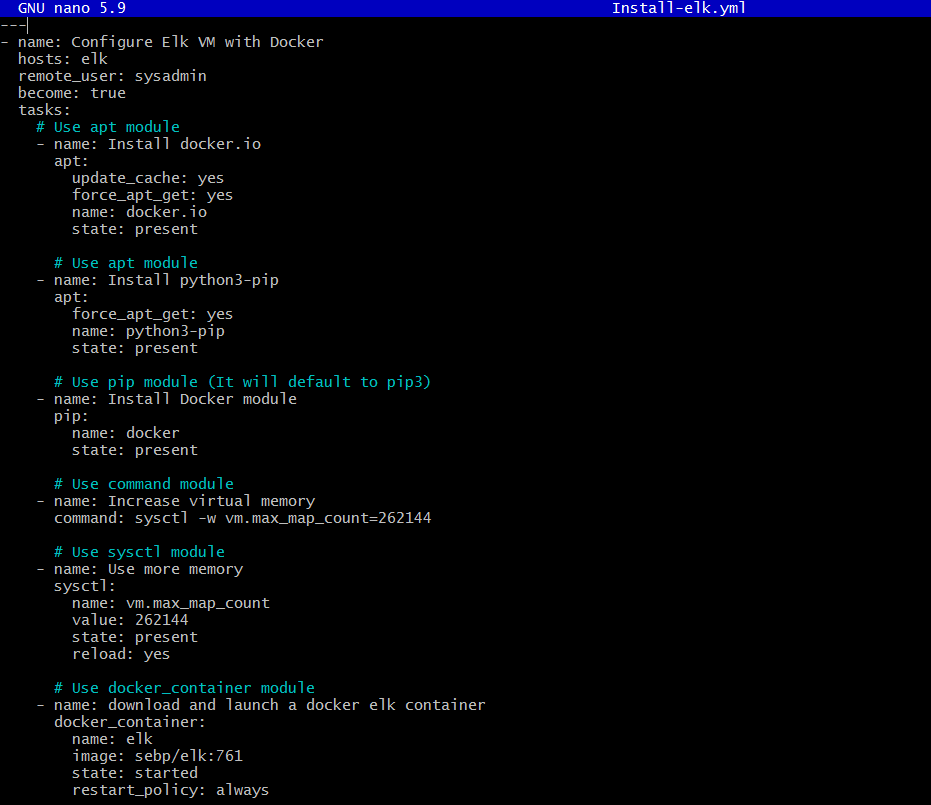 GNU nano 5.9 Install-elk.yml
---
- name: Configure Elk VM with Docker
  hosts: elk
  remote_user: sysadmin
  become: true
  tasks:
    # Use apt module
    - name: Install docker.io
      apt:
        update_cache: yes
        force_apt_get: yes
        name: docker.io
        state: present

      # Use apt module
    - name: Install python3-pip
      apt:
        force_apt_get: yes
        name: python3-pip
        state: present

      # Use pip module (It will default to pip3)
    - name: Install Docker module
      pip:
        name: docker
        state: present

      # Use command module
    - name: Increase virtual memory
      command: sysctl -w vm.max_map_count=262144

      # Use sysctl module
    - name: Use more memory
      sysctl:
        name: vm.max_map_count
        value: 262144
        state: present
        reload: yes

      # Use docker_container module
    - name: download and launch a docker elk container
      docker_container:
        name: elk
        image: sebp/elk:761
        state: started
        restart_policy: always